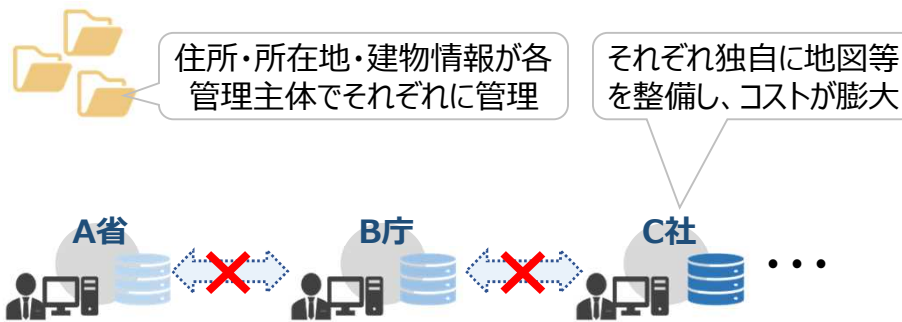 住所・所在地・建物情報が各
管理主体でそれぞれに管理
それぞれ独自に地図等
を整備し、コストが膨大
A省
B庁
C社
・・・